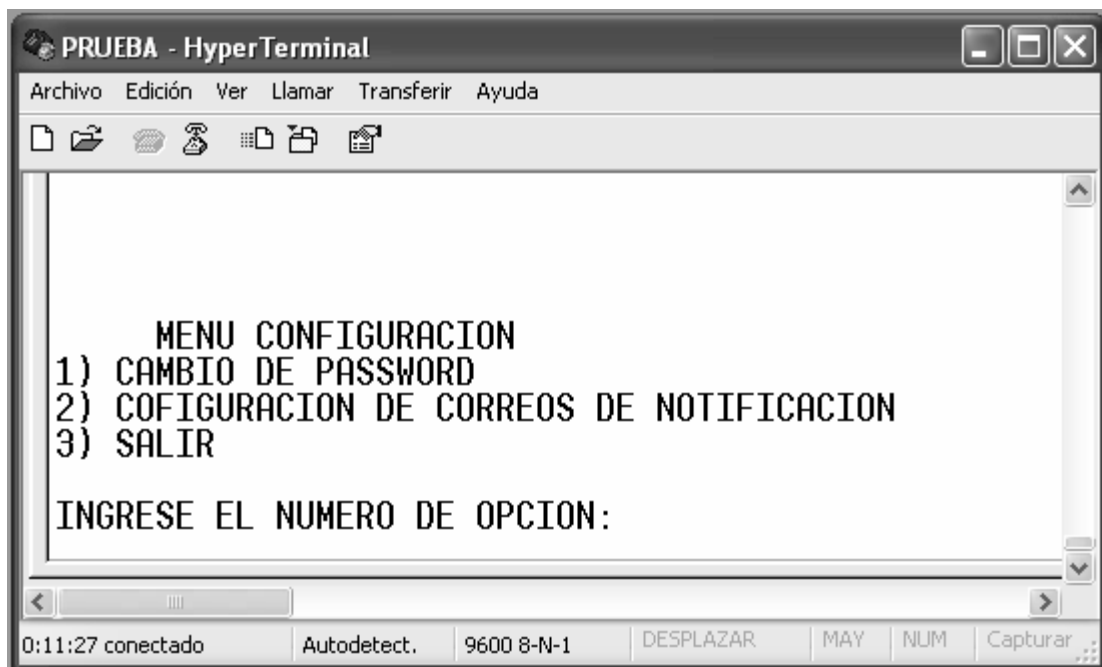 PRUEBA - HyperTerminal
Archivo Edición Ver Llamar Transferir Ayuda
MENU CONFIGURACION
1) CAMBIO DE PASSWORD
2) COFIGURACION DE CORREOS DE NOTIFICACION
3) SALIR
INGRESE EL NUMERO DE OPCION:
0:11:27 conectado Autodetect. 9600 8-N-1 DESPLAZAR MAY NUM Capturar